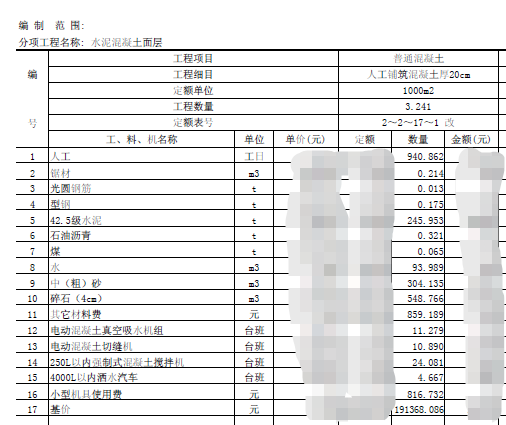 编 制 范 围:
分项工程名称: 水泥混凝土面层
编 工程项目 普通混凝土
工程细目 人工铺筑混凝土厚20cm
定额单位 1000m2
工程数量 3.241
号 定额表号 2~2~17~1 改
工、料、机名称 单位 单价(元) 定额 数量 金额(元)
1 人工 工日 940.862
2 锯材 m3 0.214
3 光圆钢筋 t 0.013
4 型钢 t 0.175
5 42.5级水泥 t 245.953
6 石油沥青 t 0.321
7 煤 t 0.065
8 水 m3 93.989
9 中（粗）砂 m3 304.135
10 碎石（4cm） m3 548.766
11 其它材料费 元 859.189
12 电动混凝土真空吸水机组 台班 11.279
13 电动混凝土切缝机 台班 10.890
14 250L以内强制式混凝土搅拌机 台班 24.081
15 4000L以内洒水汽车 台班 4.667
16 小型机具使用费 元 816.732
17 基价 元 191368.086